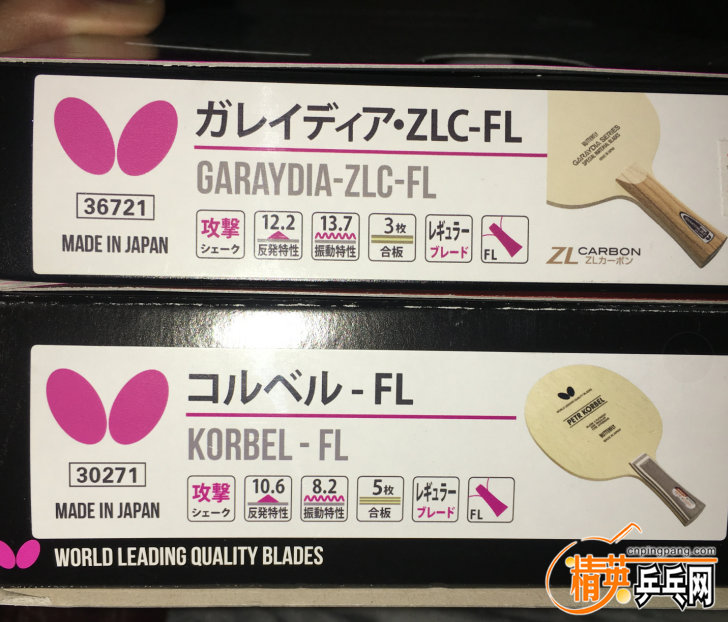 ガレイディア・ZLC-FL
GARAYDIA-ZLC-FL
36721
MADE IN JAPAN
攻撃
シェーク
12.2
反発特性
13.7
振動特性
3枚
合板
レギュラー
ブレード
FL
GARAYDIA SERIES
ZL CARBON
ZLカーボン
コルベル - FL
KORBEL - FL
30271
MADE IN JAPAN
攻撃
シェーク
10.6
反発特性
8.2
振動特性
5枚
合板
レギュラー
ブレード
FL
PETR KORBEL
WORLD LEADING QUALITY BLADES
cnpingpang.com
精英乒乓网